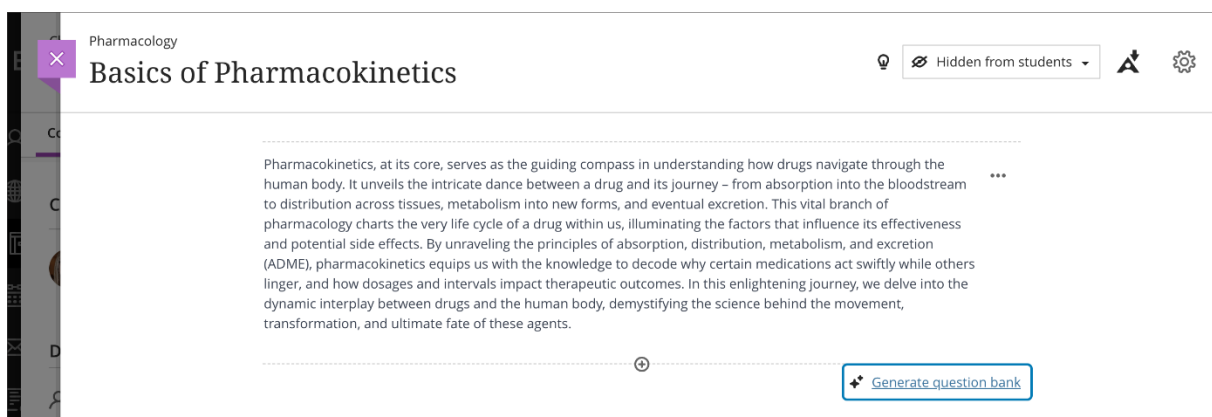 Pharmacology
Basics of Pharmacokinetics
Hidden from students
Pharmacokinetics, at its core, serves as the guiding compass in understanding how drugs navigate through the
human body. It unveils the intricate dance between a drug and its journey – from absorption into the bloodstream
to distribution across tissues, metabolism into new forms, and eventual excretion. This vital branch of
pharmacology charts the very life cycle of a drug within us, illuminating the factors that influence its effectiveness
and potential side effects. By unraveling the principles of absorption, distribution, metabolism, and excretion
(ADME), pharmacokinetics equips us with the knowledge to decode why certain medications act swiftly while others
linger, and how dosages and intervals impact therapeutic outcomes. In this enlightening journey, we delve into the
dynamic interplay between drugs and the human body, demystifying the science behind the movement,
transformation, and ultimate fate of these agents.
Generate question bank